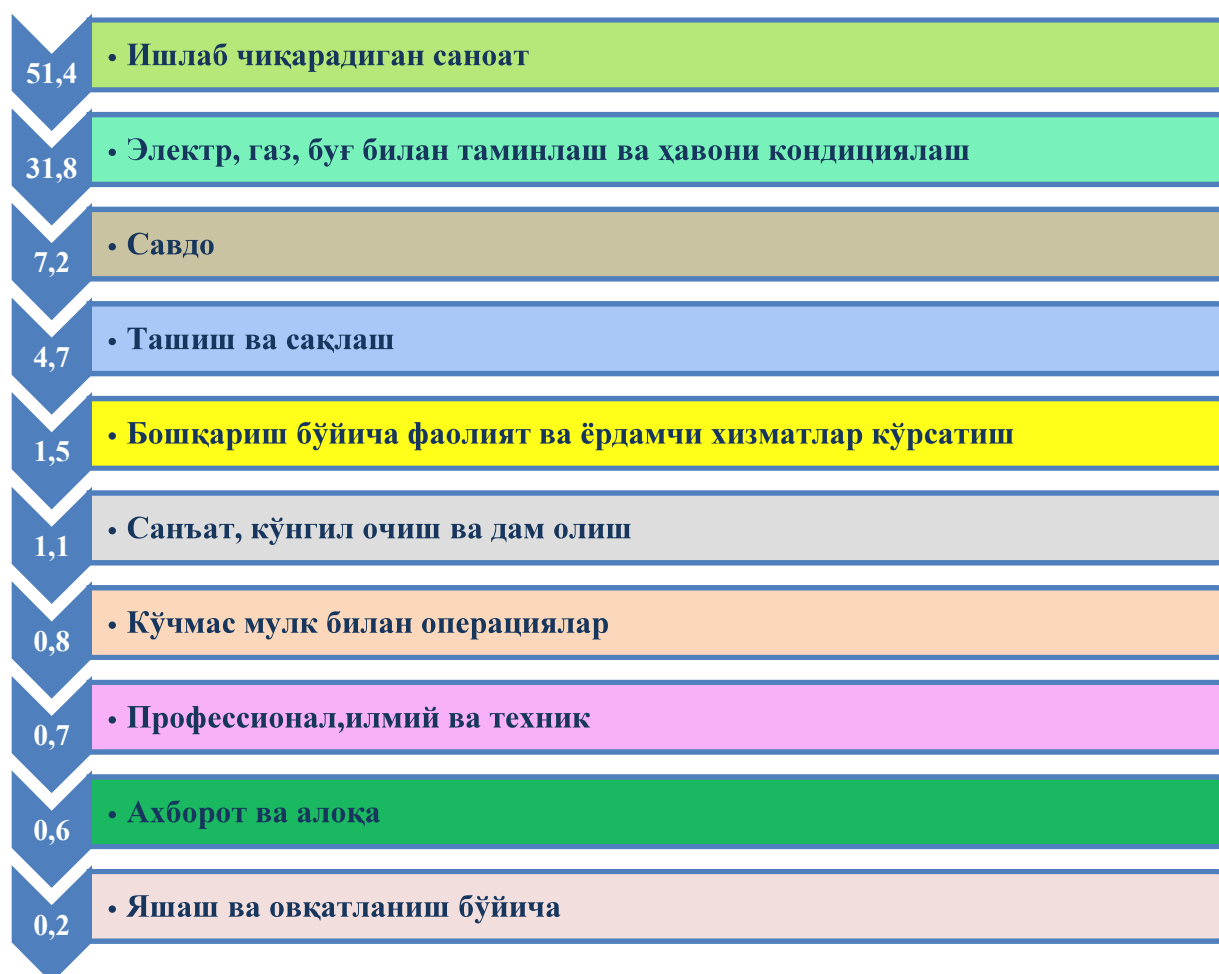 51,4
• Ишлаб чиқарадиган саноат
31,8
• Электр, газ, буғ билан таминлаш ва ҳавони кондициялаш
7,2
• Савдо
4,7
• Ташиш ва сақлаш
1,5
• Бошқариш бўйича фаолият ва ёрдамчи хизматлар кўрсатиш
1,1
• Санъат, кўнгил очиш ва дам олиш
0,8
• Кўчмас мулк билан операциялар
0,7
• Профессионал,илмий ва техник
0,6
• Ахборот ва алоқа
0,2
• Яшаш ва овқатланиш бўйича